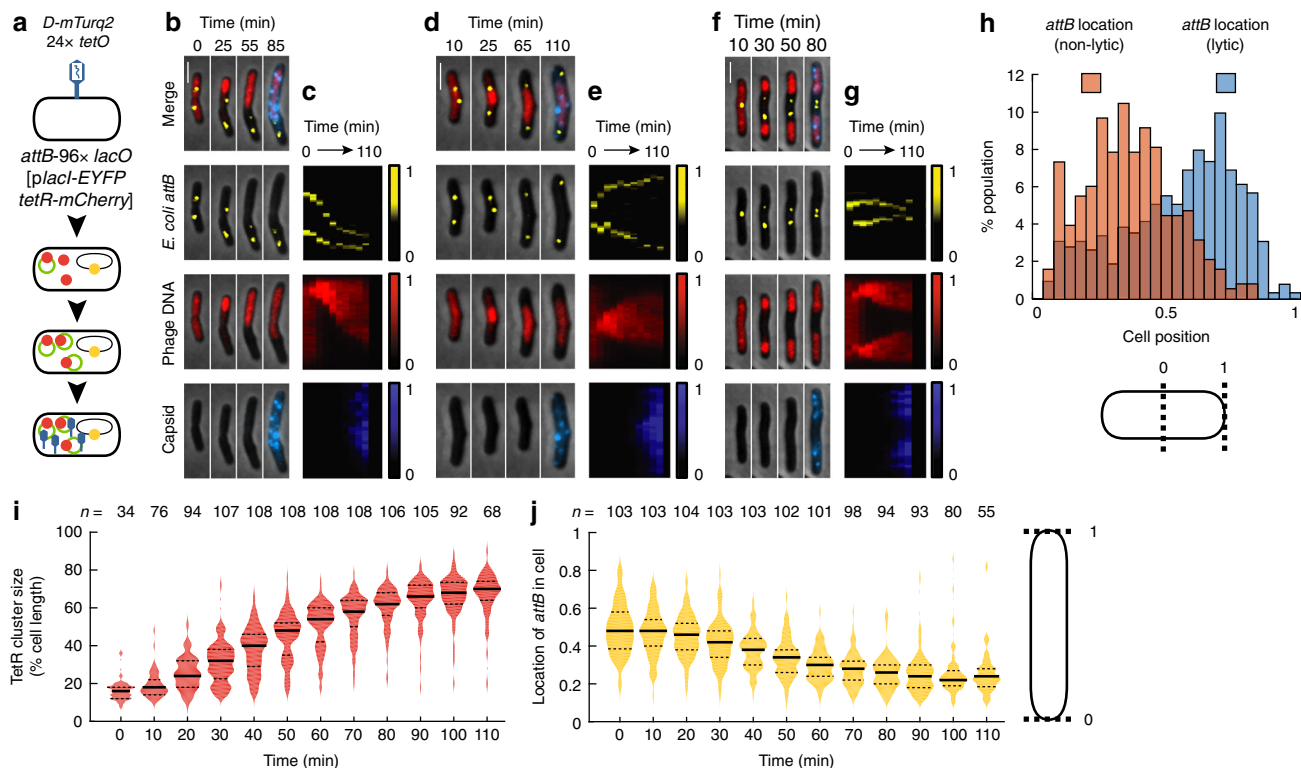 a
D-mTurq2
24× tetO
attB-96× lacO
[placI-EYFP
tetR-mCherry]
b
Time (min)
0 25 55 85
Merge
E. coli attB
Phage DNA
Capsid
c
Time (min)
0 110
1
0
1
0
1
0
d
Time (min)
10 25 65 110
e
Time (min)
0 110
1
0
1
0
1
0
f
Time (min)
10 30 50 80
g
Time (min)
0 110
1
0
1
0
1
0
h
attB location
(non-lytic)
attB location
(lytic)
% population
12
10
8
6
4
2
0
0 0.5 1
Cell position
0 1
i
n = 34 76 94 107 108 108 108 108 106 105 92 68
TetR cluster size
(% cell length)
100
80
60
40
20
0
0 10 20 30 40 50 60 70 80 90 100 110
Time (min)
j
n = 103 103 104 103 103 102 101 98 94 93 80 55
Location of attB in cell
1
0.8
0.6
0.4
0.2
0
0 10 20 30 40 50 60 70 80 90 100 110
Time (min)
1
0